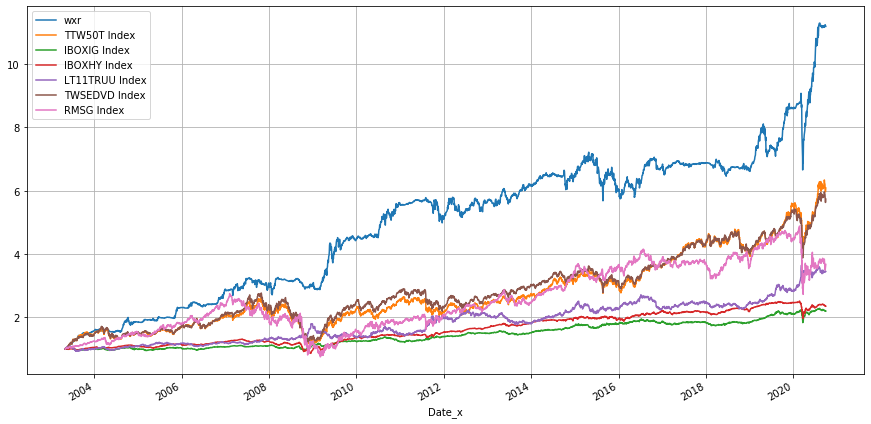 wxr
TTW50T Index
IBOXIG Index
IBOXHY Index
LT11TRUU Index
TWSEDVD Index
RMSG Index
10
8
6
4
2
2004 2006 2008 2010 2012 2014 2016 2018 2020
Date_x